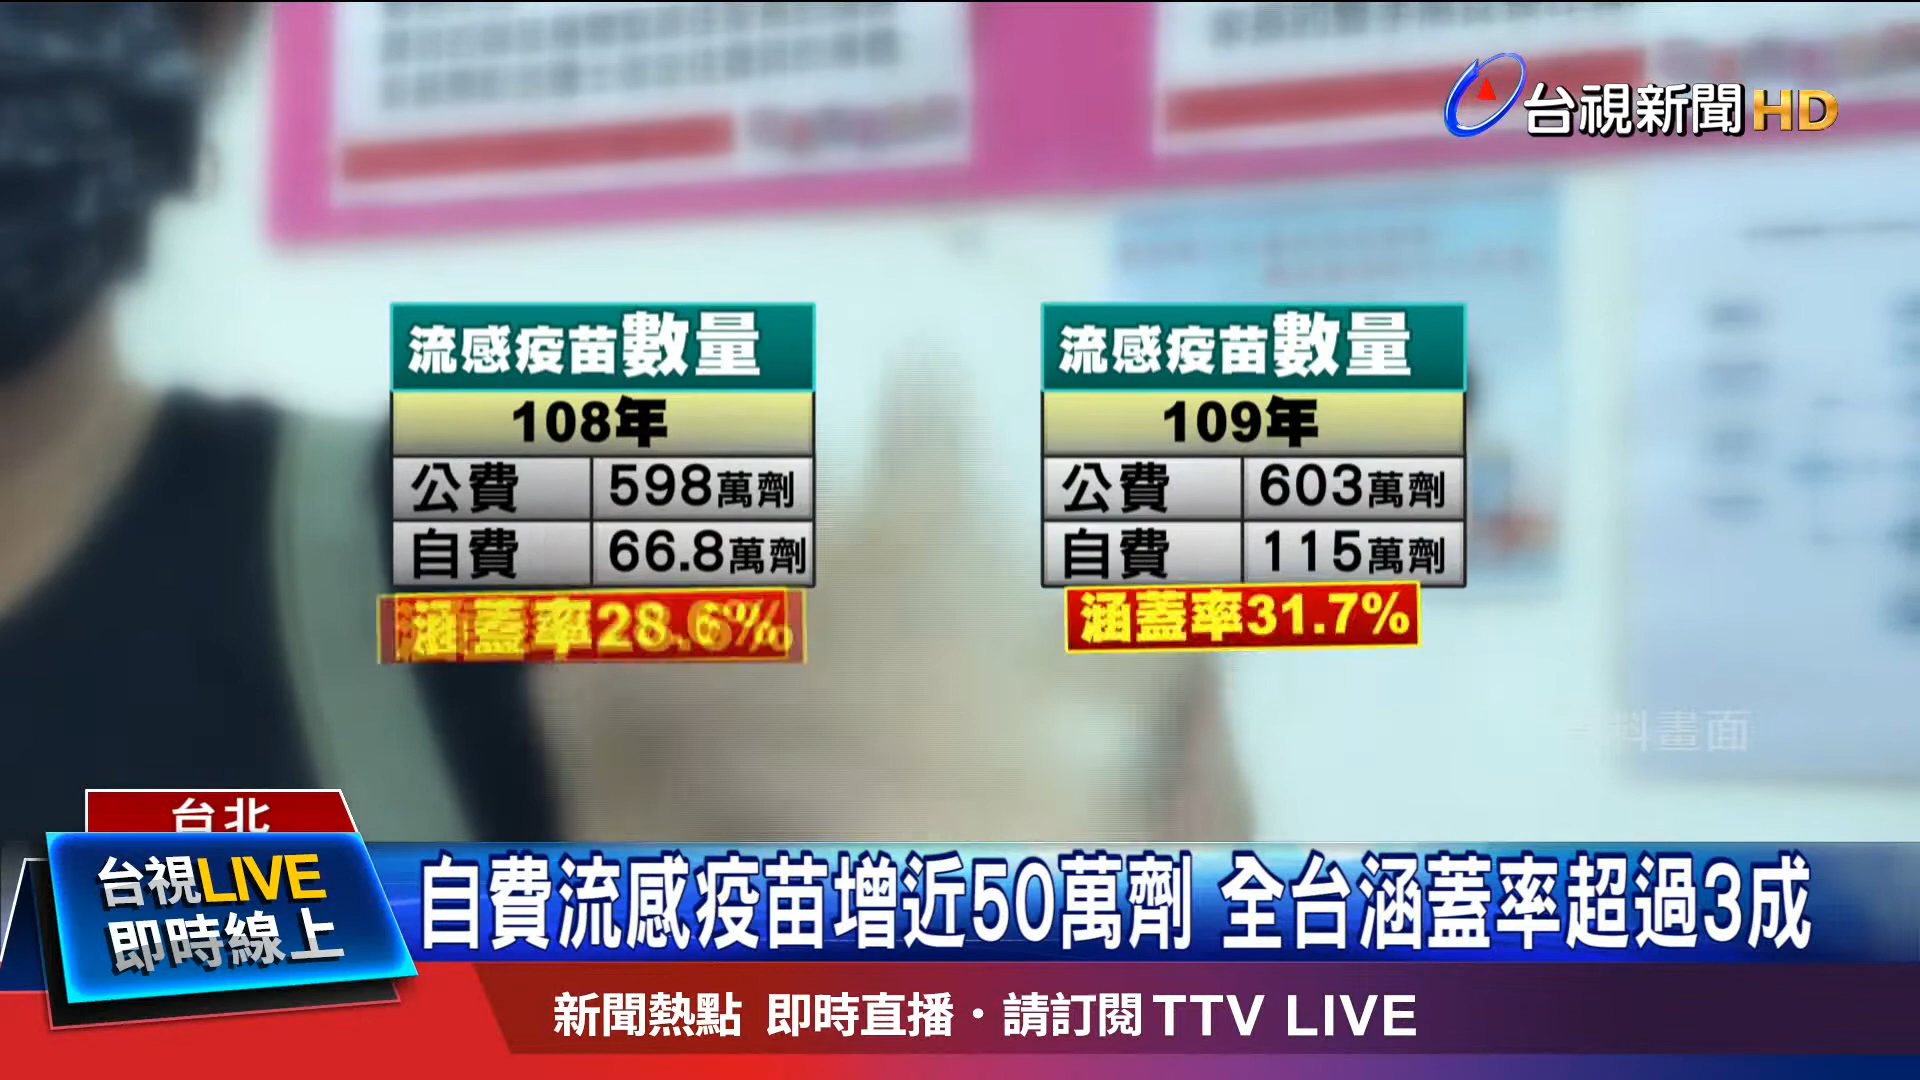 台視新聞HD
流感疫苗數量
108年
公費 598萬劑
自費 66.8萬劑
涵蓋率28.6%
流感疫苗數量
109年
公費 603萬劑
自費 115萬劑
涵蓋率31.7%
料畫面
台北
台視LIVE
即時線上
自費流感疫苗增近50萬劑 全台涵蓋率超過3成
新聞熱點 即時直播·請訂閱TTV LIVE